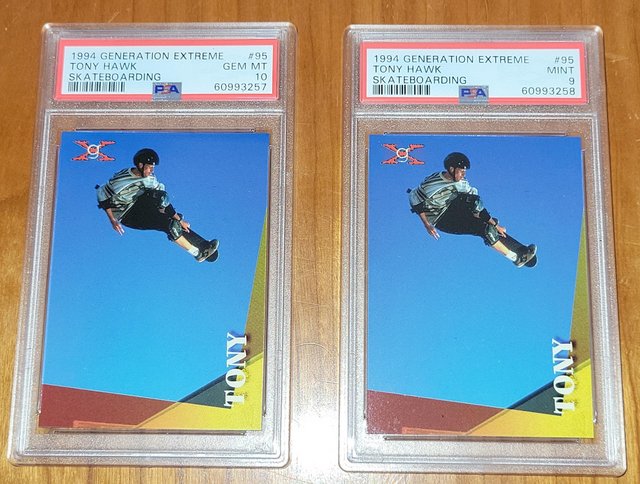 1994 GENERATION EXTREME #95
TONY HAWK GEM MT
SKATEBOARDING 10
PSA 60993257
TONY
1994 GENERATION EXTREME #95
TONY HAWK MINT
SKATEBOARDING 9
PSA 60993258
TONY